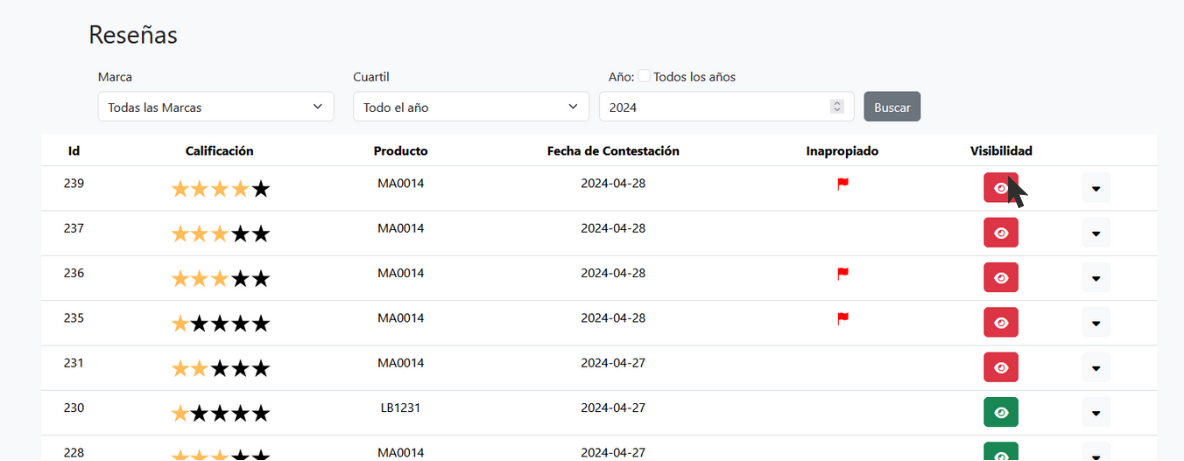 Reseñas
Marca Cuartil Año: Todos los años
Todas las Marcas Todo el año 2024 Buscar
Id Calificación Producto Fecha de Contestación Inapropiado Visibilidad
239 MA0014 2024-04-28
237 MA0014 2024-04-28
236 MA0014 2024-04-28
235 MA0014 2024-04-28
231 MA0014 2024-04-27
230 LB1231 2024-04-27
228 MA0014 2024-04-27